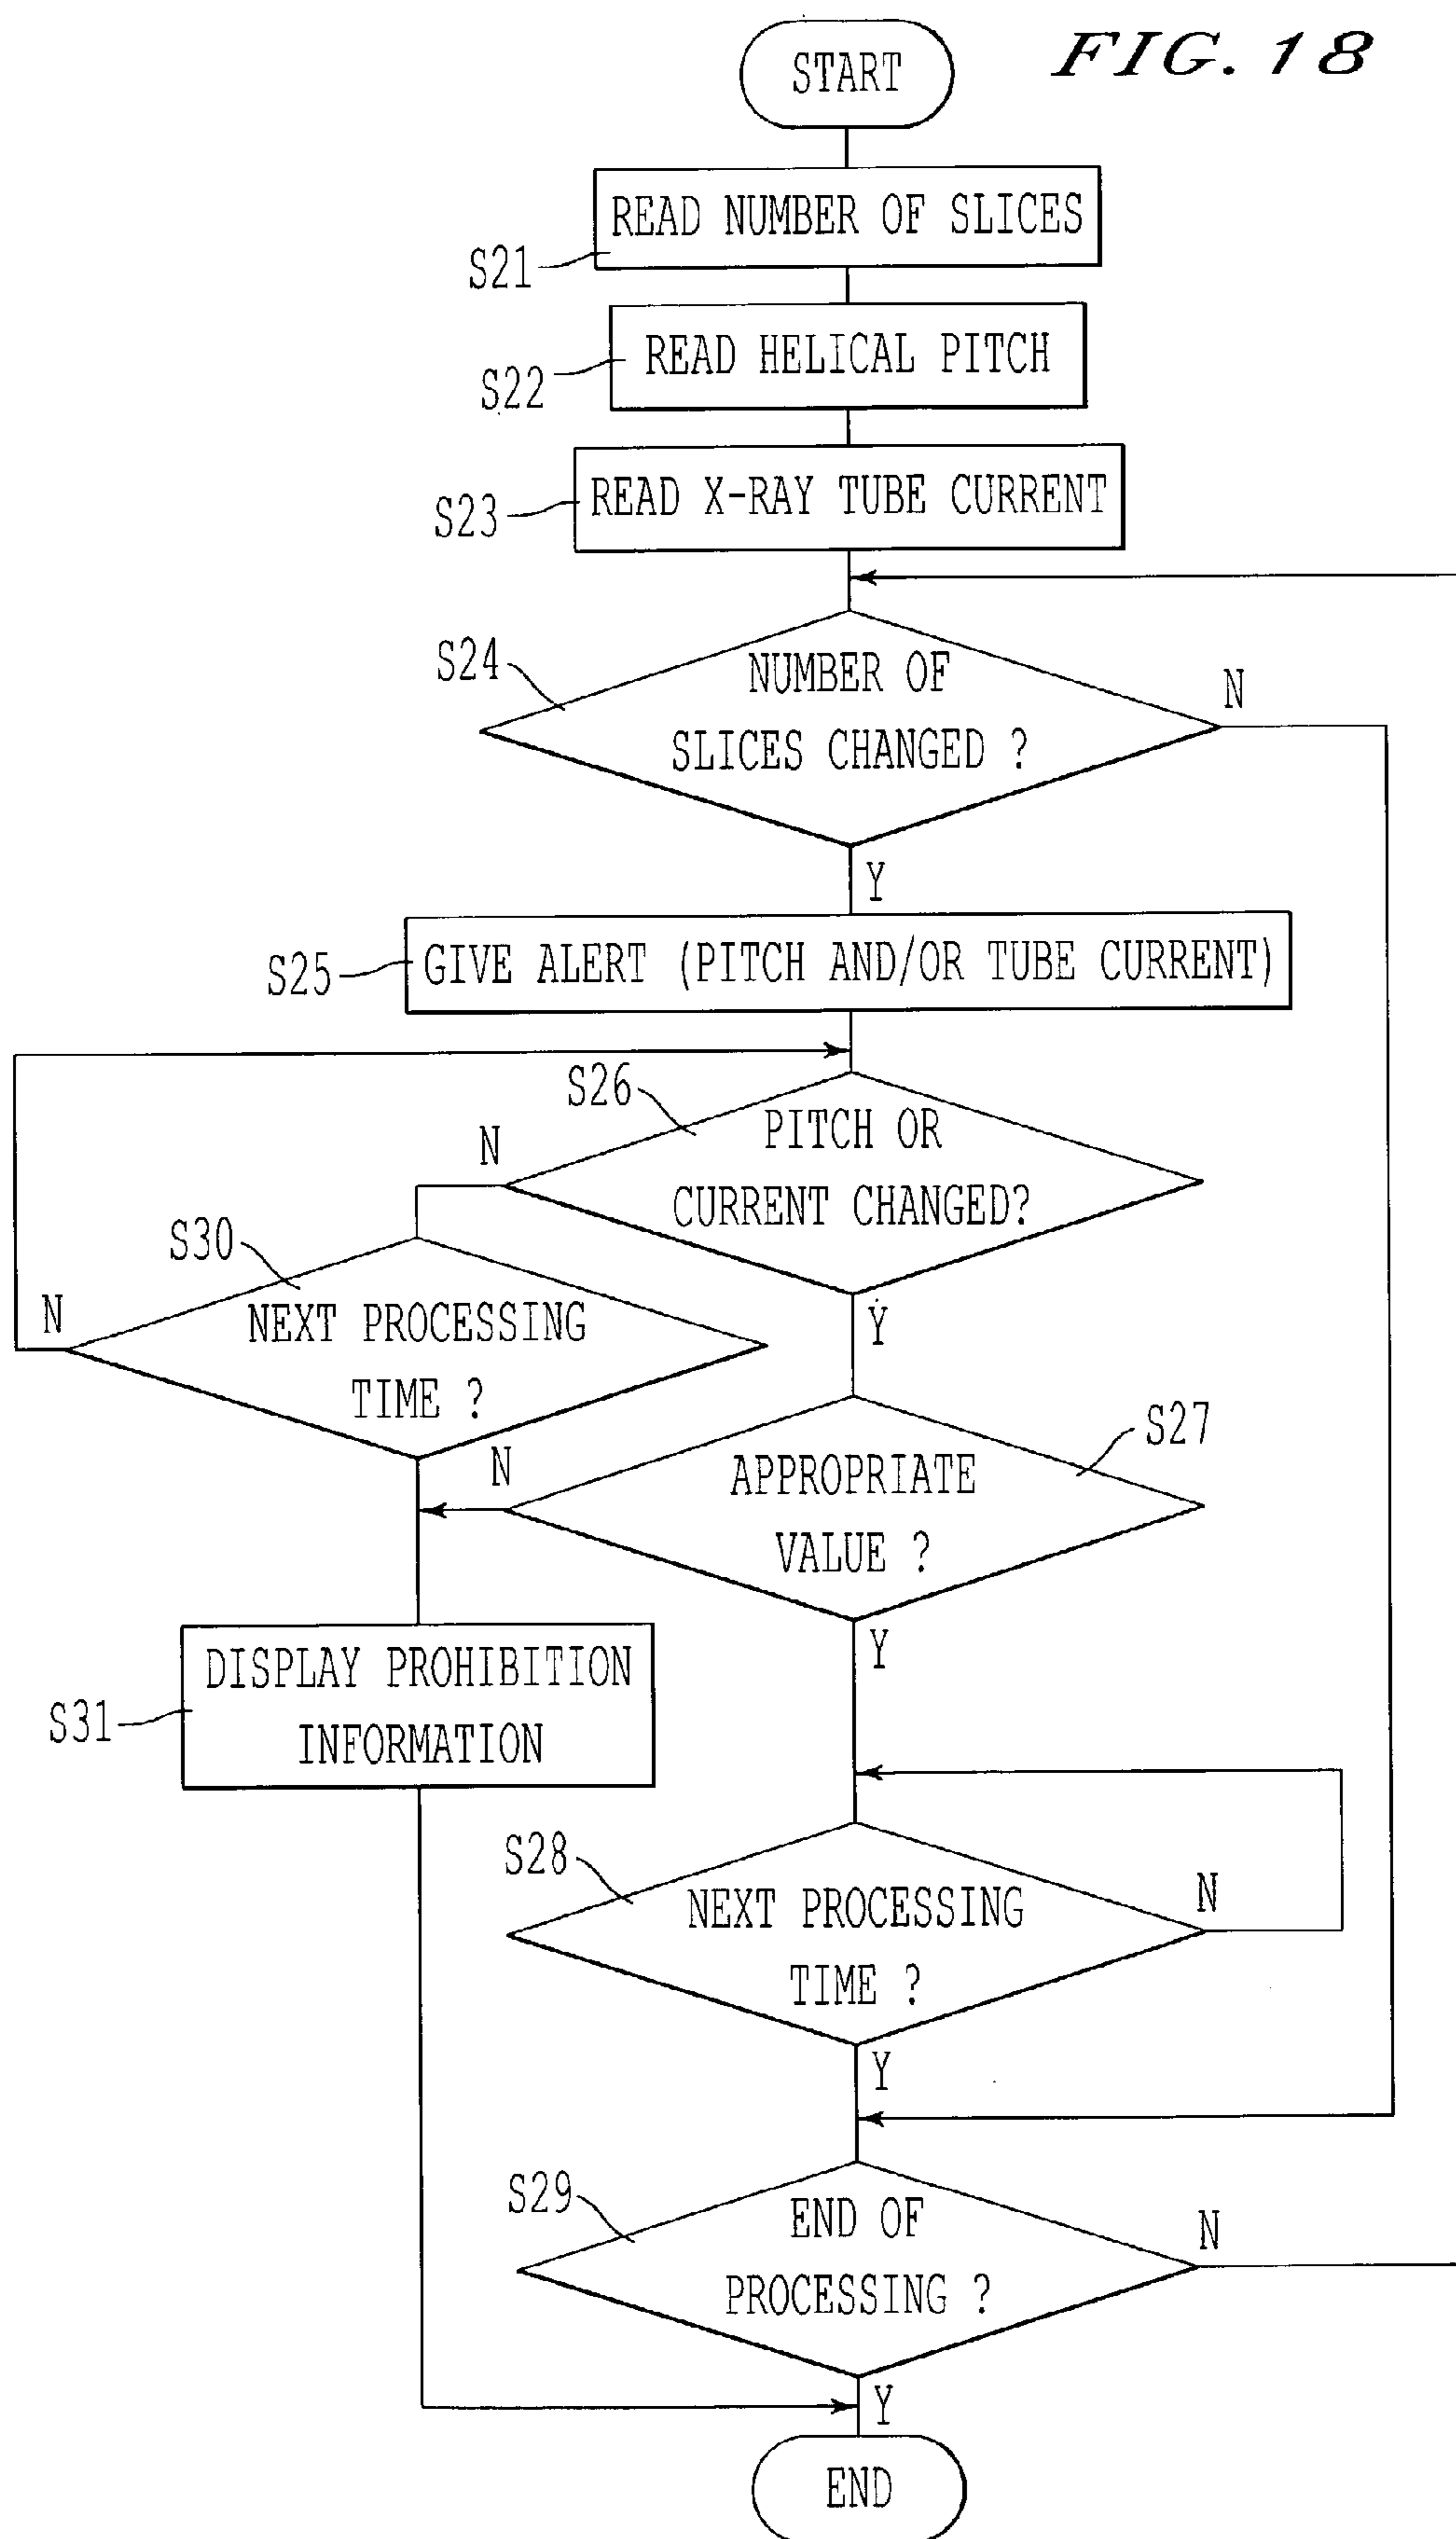 FIG. 18
START
READ NUMBER OF SLICES
S21
READ HELICAL PITCH
S22
READ X-RAY TUBE CURRENT
S23
S24
NUMBER OF
SLICES CHANGED ?
N
Y
S25
GIVE ALERT (PITCH AND/OR TUBE CURRENT)
S26
PITCH OR
CURRENT CHANGED?
N
Y
S30
NEXT PROCESSING
TIME ?
N
S27
APPROPRIATE
VALUE ?
N
Y
DISPLAY PROHIBITION
INFORMATION
S31
S28
NEXT PROCESSING
TIME ?
N
Y
S29
END OF
PROCESSING ?
N
Y
END